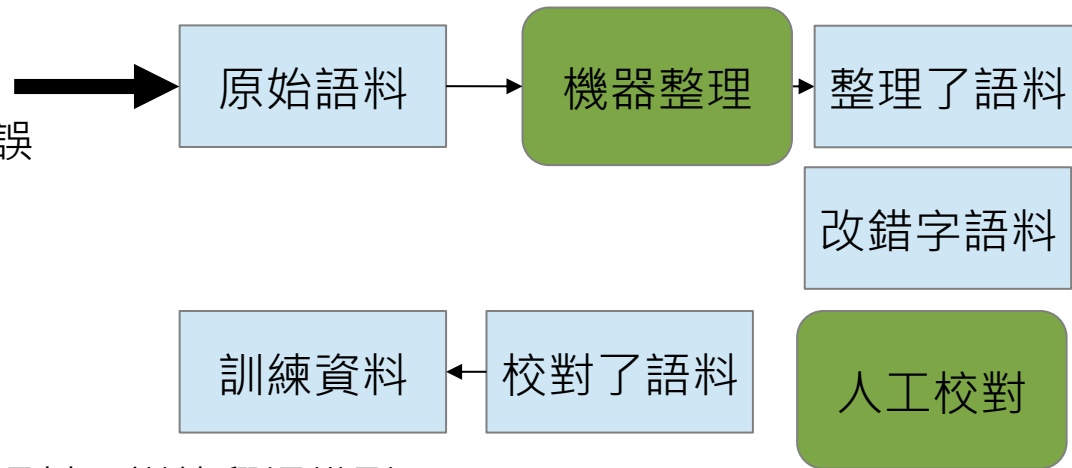 原始語料
機器整理
整理了語料
誤
改錯字語料
訓練資料
校對了語料
人工校對